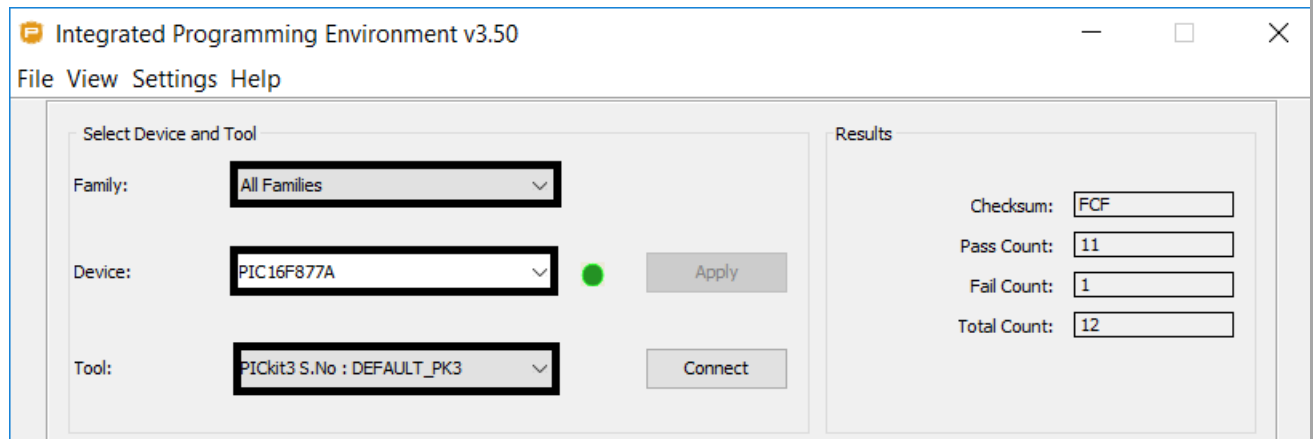 Integrated Programming Environment v3.50
File View Settings Help
Select Device and Tool
Family: All Families
Device: PIC16F877A Apply
Tool: PICkit3 S.No : DEFAULT_PK3 Connect
Results
Checksum: FCF
Pass Count: 11
Fail Count: 1
Total Count: 12